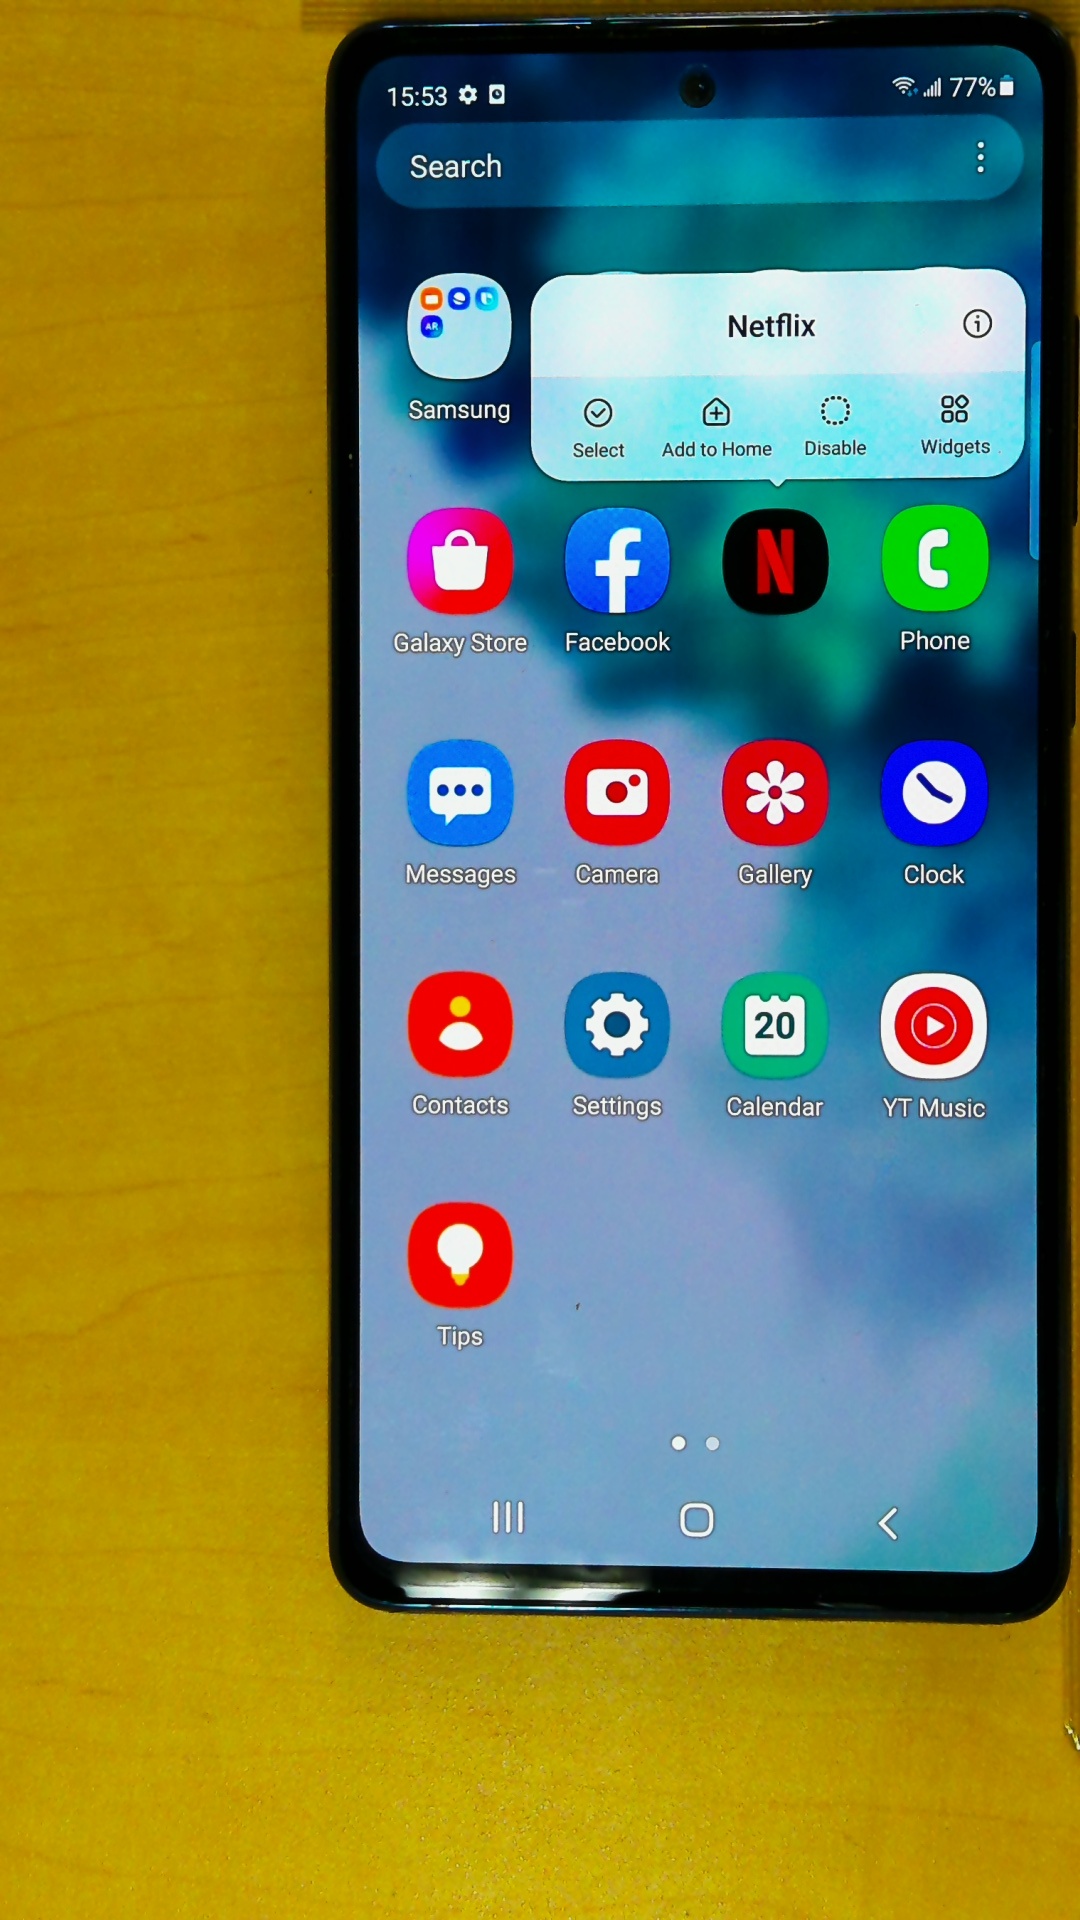 15:53 77%
Search
Netflix
AR
Samsung
Select Add to Home Disable Widgets
N
Galaxy Store Facebook Phone
Messages Camera Gallery Clock
20
Contacts Settings Calendar YT Music
Tips